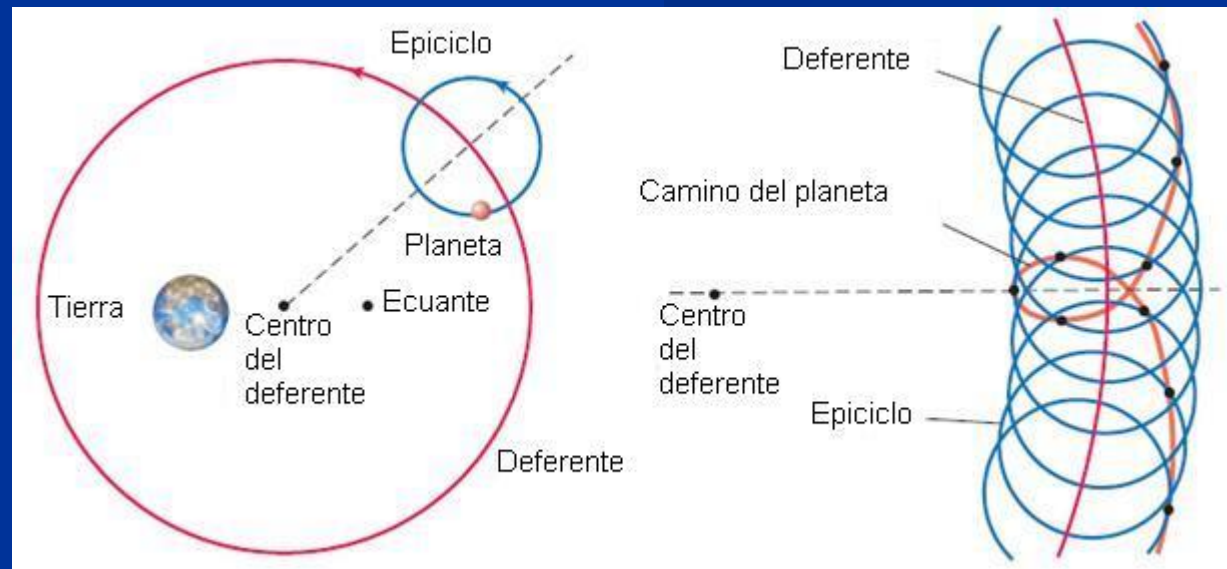 Epiciclo
Planeta
Tierra
Centro
del
deferente
Ecuante
Deferente
Deferente
Camino del planeta
Centro
del
deferente
Epiciclo